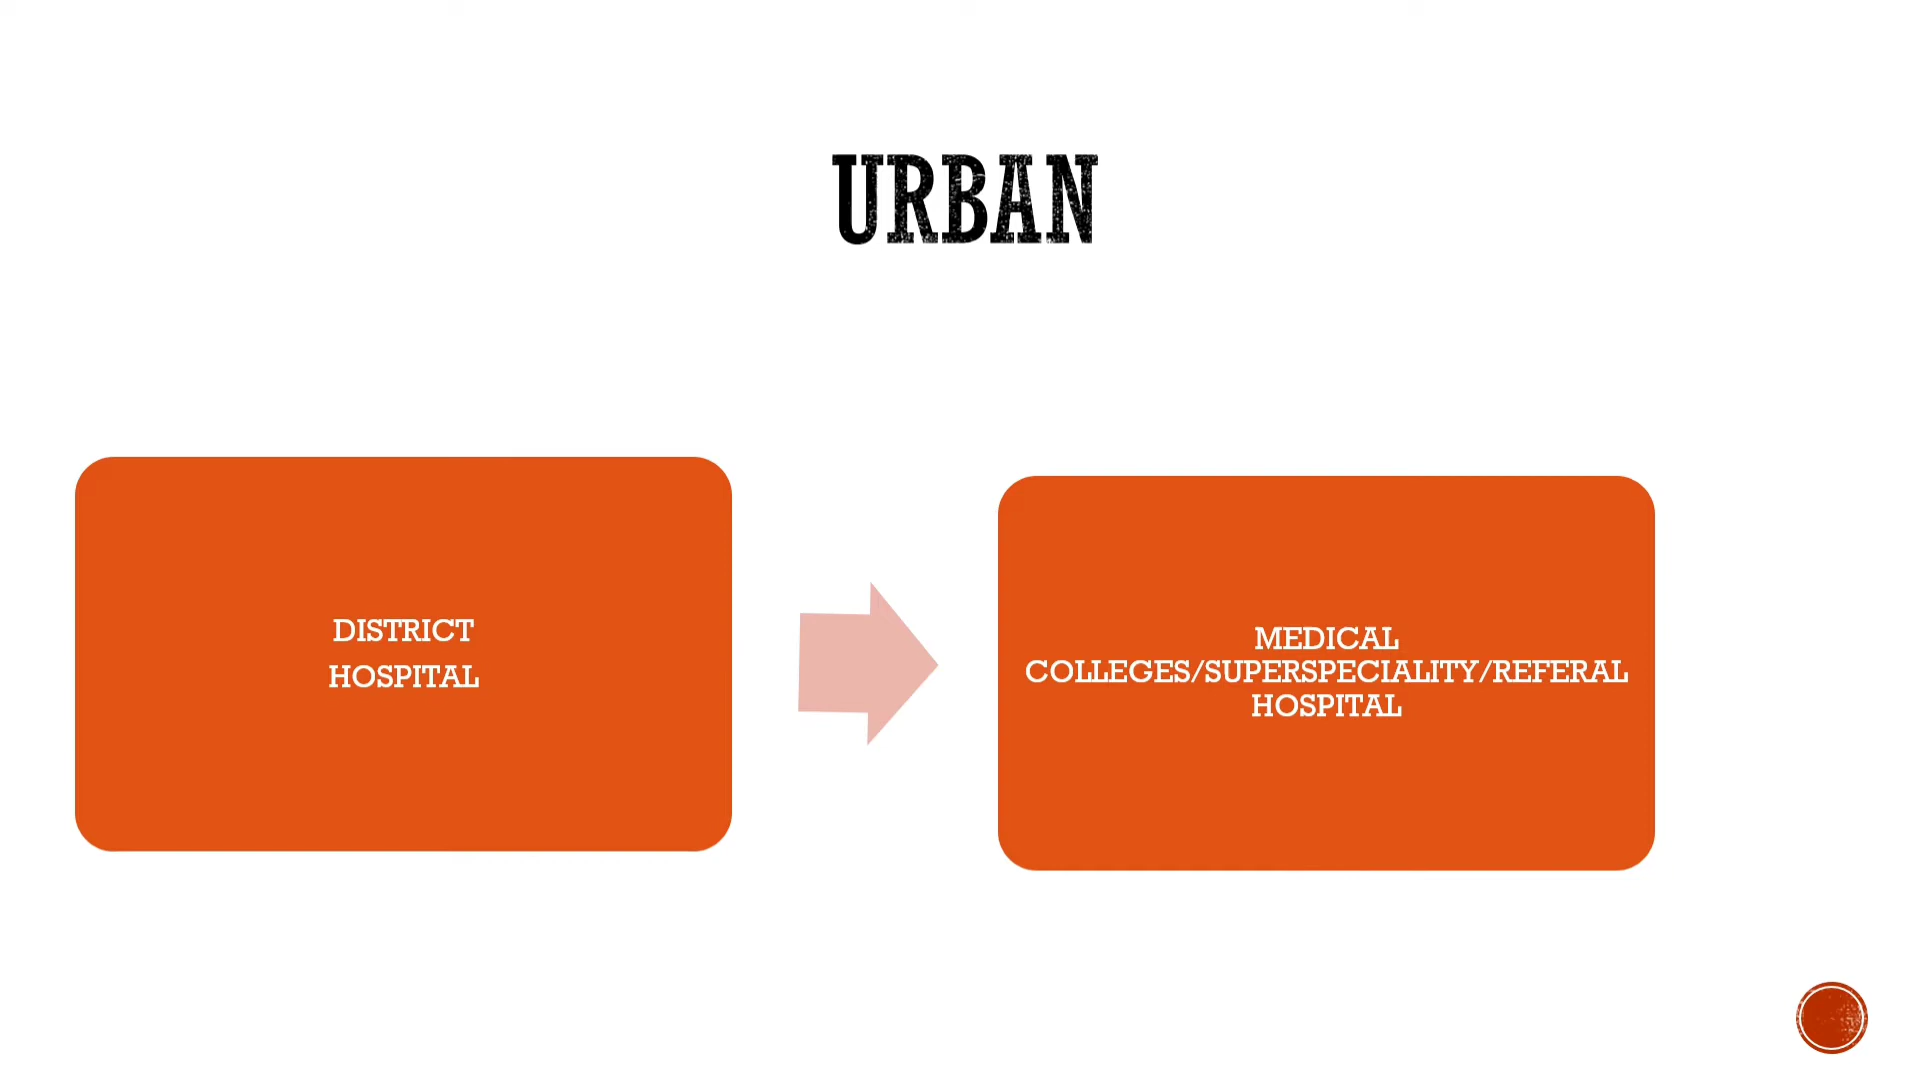 URBAN
DISTRICT
HOSPITAL
MEDICAL
COLLEGES/SUPERSPECIALITY/REFERAL
HOSPITAL